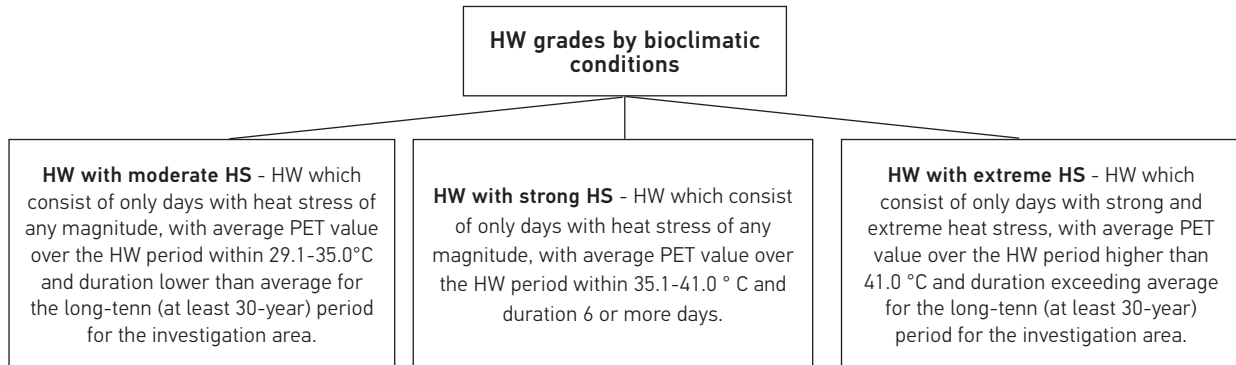 HW grades by bioclimatic
conditions
HW with moderate HS - HW which
consist of only days with heat stress of
any magnitude, with average PET value
over the HW period within 29.1-35.0°C
and duration lower than average for
the long-tenn (at least 30-year) period
for the investigation area.
HW with strong HS - HW which consist
of only days with heat stress of any
magnitude, with average PET value over
the HW period within 35.1-41.0 ° C and
duration 6 or more days.
HW with extreme HS - HW which
consist of only days with strong and
extreme heat stress, with average PET
value over the HW period higher than
41.0 °C and duration exceeding average
for the long-tenn (at least 30-year)
period for the investigation area.